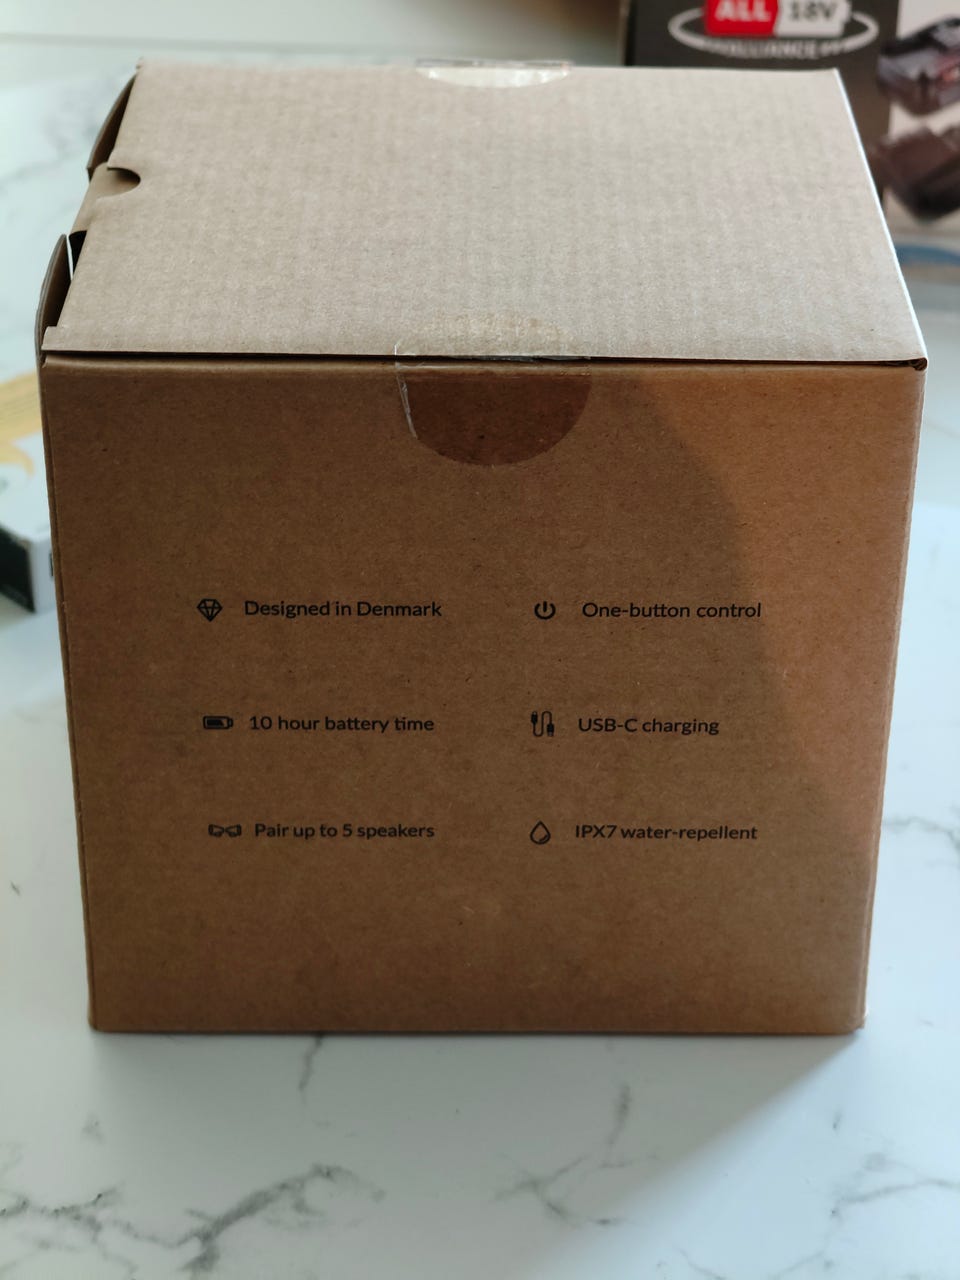 ALL 18V
ALLIANCE
Designed in Denmark
One-button control
10 hour battery time
USB-C charging
Pair up to 5 speakers
IPX7 water-repellent